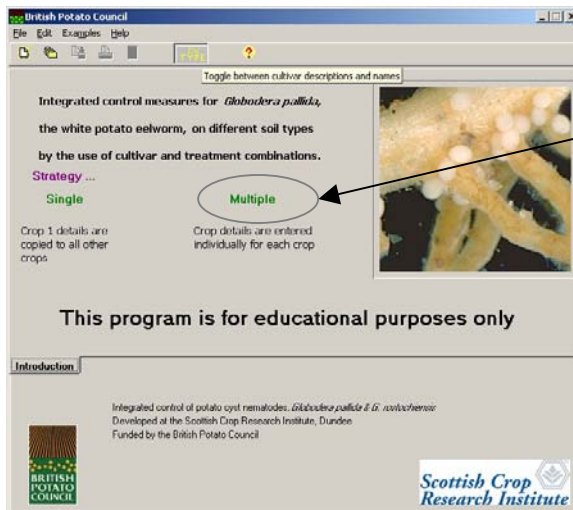 British Potato Council
File Edit Examples Help
Toggle between cultivar descriptions and names
Integrated control measures for Globodera pallida,
the white potato eelworm, on different soil types
by the use of cultivar and treatment combinations.
Strategy ...
Single
Multiple
Crop 1 details are
copied to all other
crops
Crop details are entered
individually for each crop
This program is for educational purposes only
Introduction
Integrated control of potato cyst nematodes, Globodera pallida & G. rostochiensis
Developed at the Scottish Crop Research Institute, Dundee
Funded by the British Potato Council
BRITISH
POTATO
COUNCIL
Scottish Crop
Research Institute